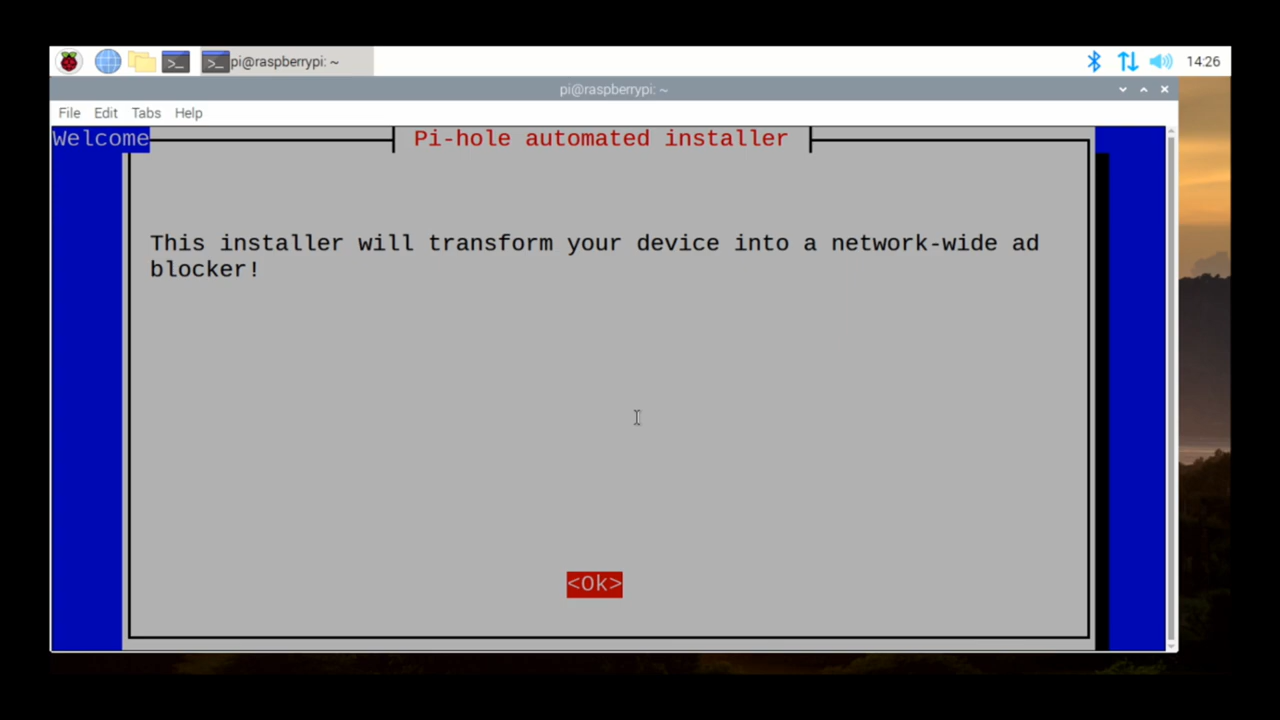 pi@raspberrypi: ~
14:26
pi@raspberrypi: ~
File Edit Tabs Help
Welcome
Pi-hole automated installer
This installer will transform your device into a network-wide ad
blocker!
<Ok>